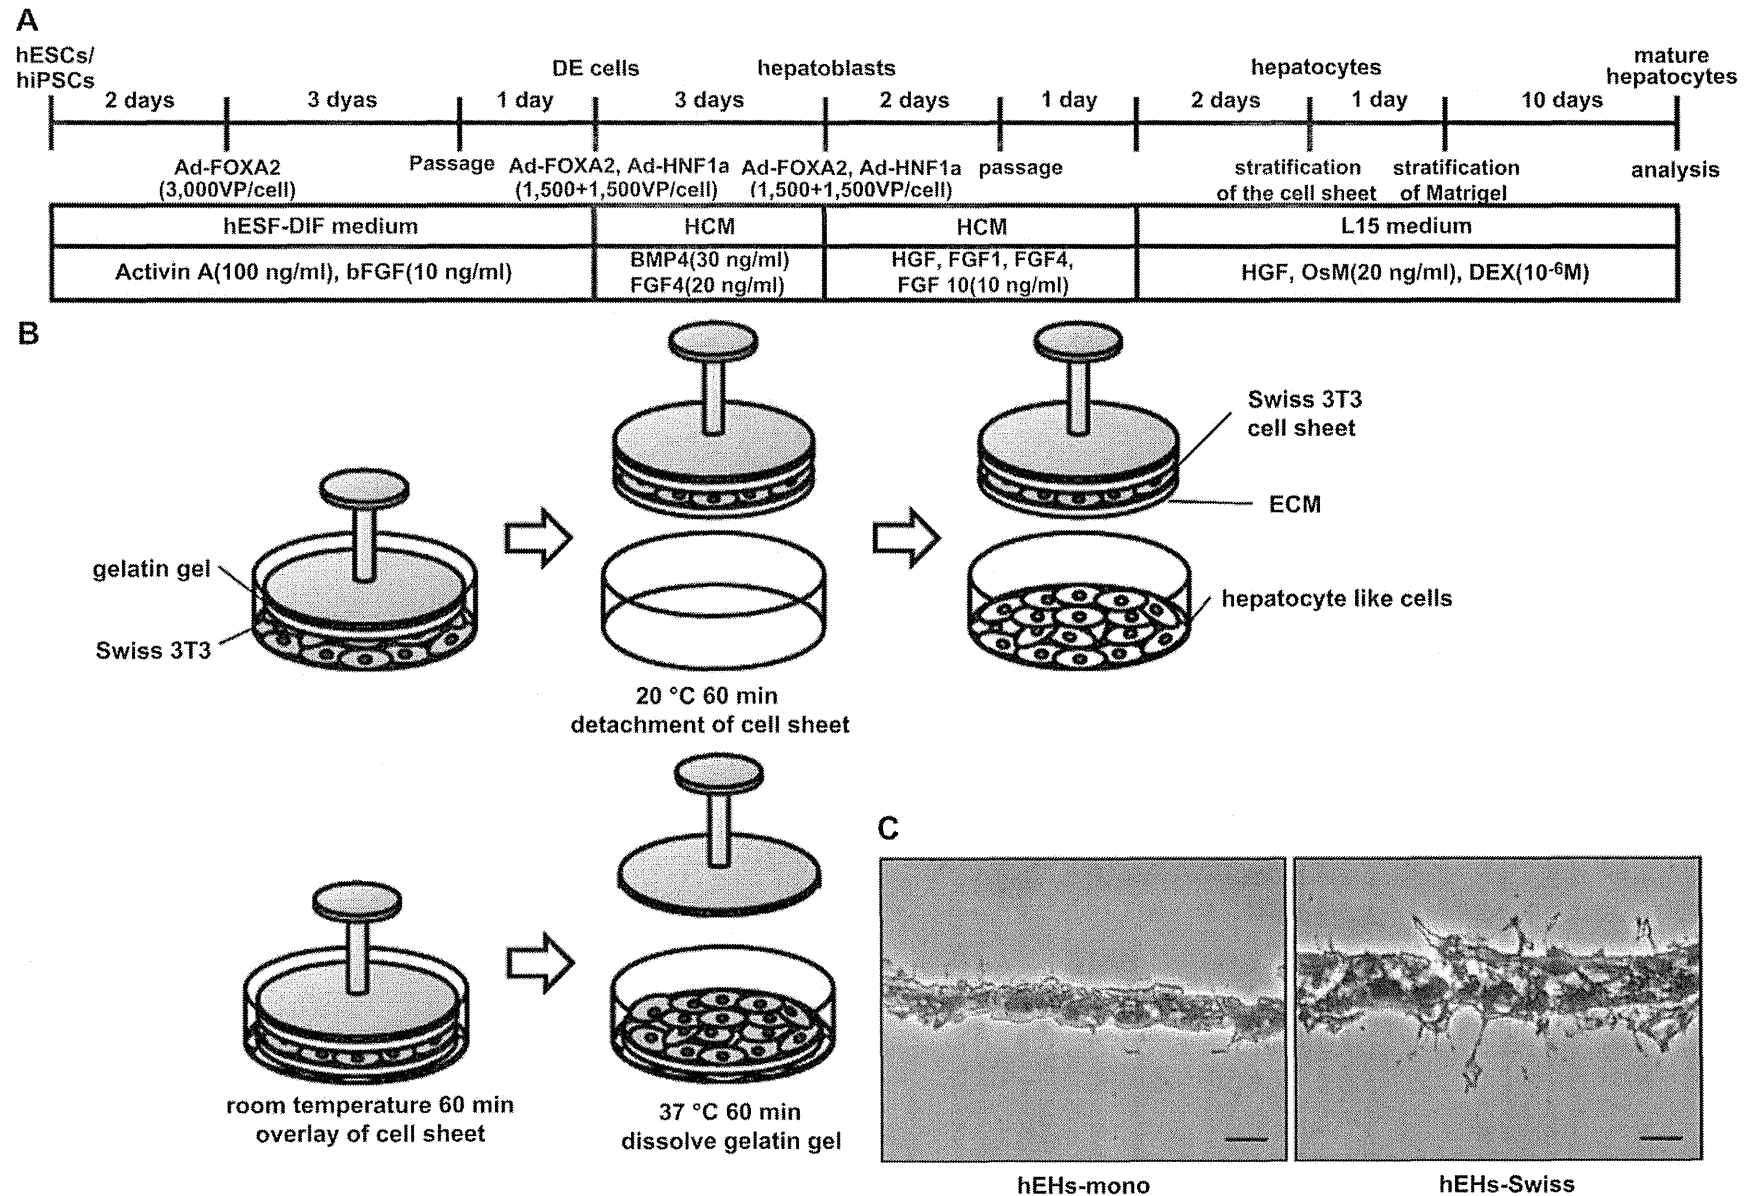 A
hESCs/
hiPSCs
DE cells
hepatoblasts
hepatocytes
mature
hepatocytes
2 days
3 dyas
1 day
3 days
2 days
1 day
2 days
1 day
10 days
Ad-FOXA2
(3,000VP/cell)
Passage
Ad-FOXA2, Ad-HNF1a
(1,500+1,500VP/cell)
Ad-FOXA2, Ad-HNF1a
(1,500+1,500VP/cell)
passage
stratification
of the cell sheet
stratification
of Matrigel
analysis
hESF-DIF medium
HCM
HCM
L15 medium
Activin A(100 ng/ml), bFGF(10 ng/ml)
BMP4(30 ng/ml)
FGF4(20 ng/ml)
HGF, FGF1, FGF4,
FGF 10(10 ng/ml)
HGF, OsM(20 ng/ml), DEX(10-6M)
B
gelatin gel
Swiss 3T3
20 °C 60 min
detachment of cell sheet
Swiss 3T3
cell sheet
ECM
hepatocyte like cells
room temperature 60 min
overlay of cell sheet
37 °C 60 min
dissolve gelatin gel
C
hEHs-mono
hEHs-Swiss